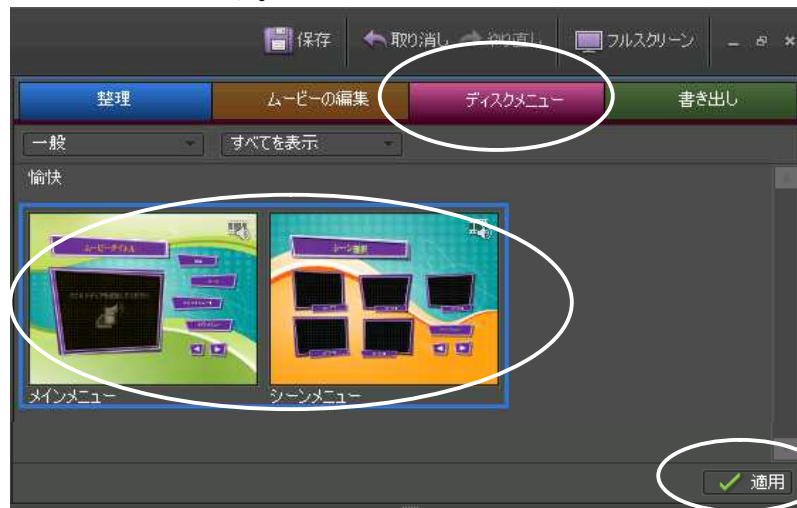 保存 取り消し やり直し フルスクリーン
整理 ムービーの編集 ディスクメニュー 書き出し
一般 すべてを表示
愉快
ムービータイトル シーン選択
メインメニュー シーンメニュー
適用